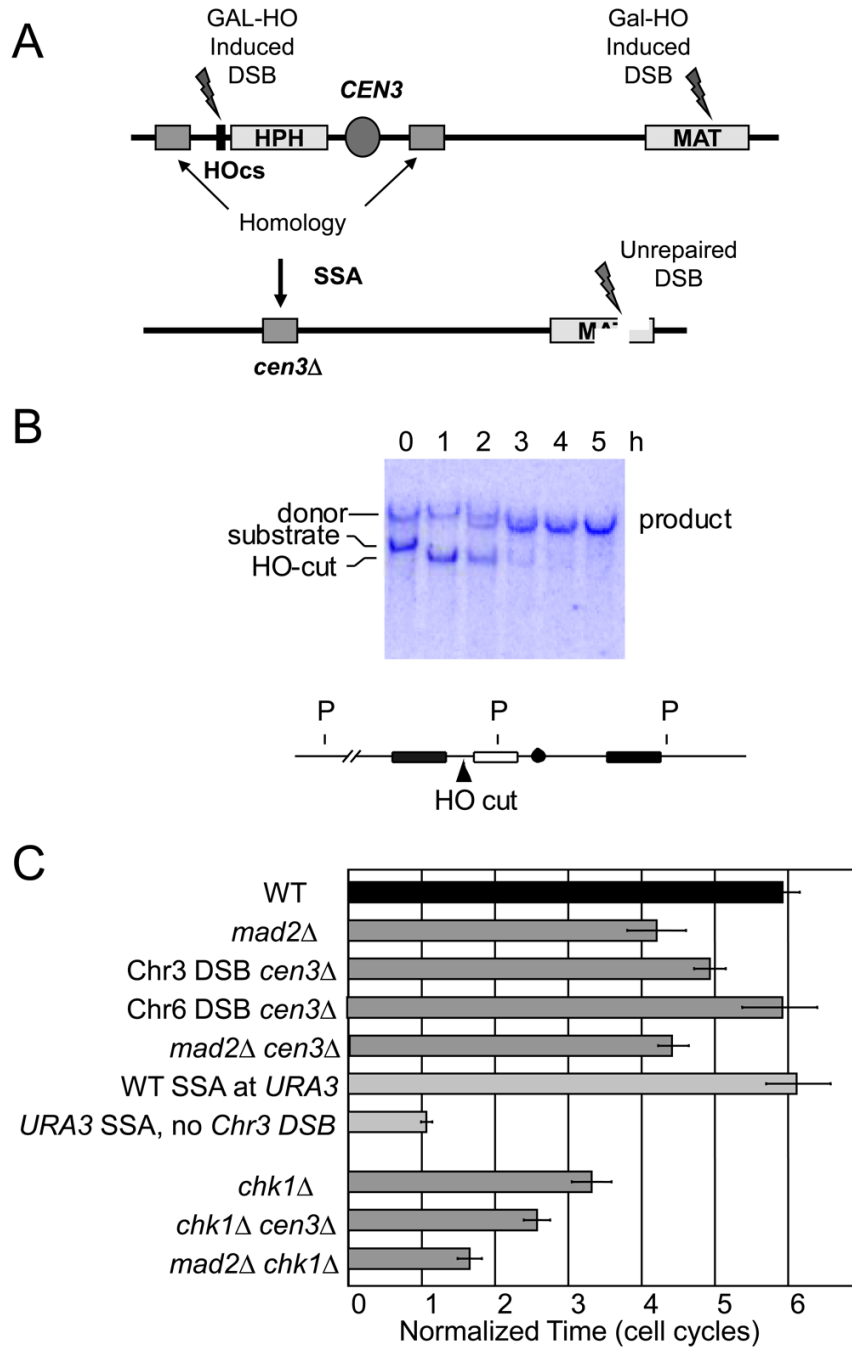 A
GAL-HO
Induced
DSB
Gal-HO
Induced
DSB
CEN3
HPH
MAT
HOcs
Homology
SSA
Unrepaired
DSB
cen3Δ
B
0 1 2 3 4 5 h
donor
substrate
HO-cut
product
P P P
HO cut
C
WT
mad2Δ
Chr3 DSB cen3Δ
Chr6 DSB cen3Δ
mad2Δ cen3Δ
WT SSA at URA3
URA3 SSA, no Chr3 DSB
chk1Δ
chk1Δ cen3Δ
mad2Δ chk1Δ
0 1 2 3 4 5 6
Normalized Time (cell cycles)